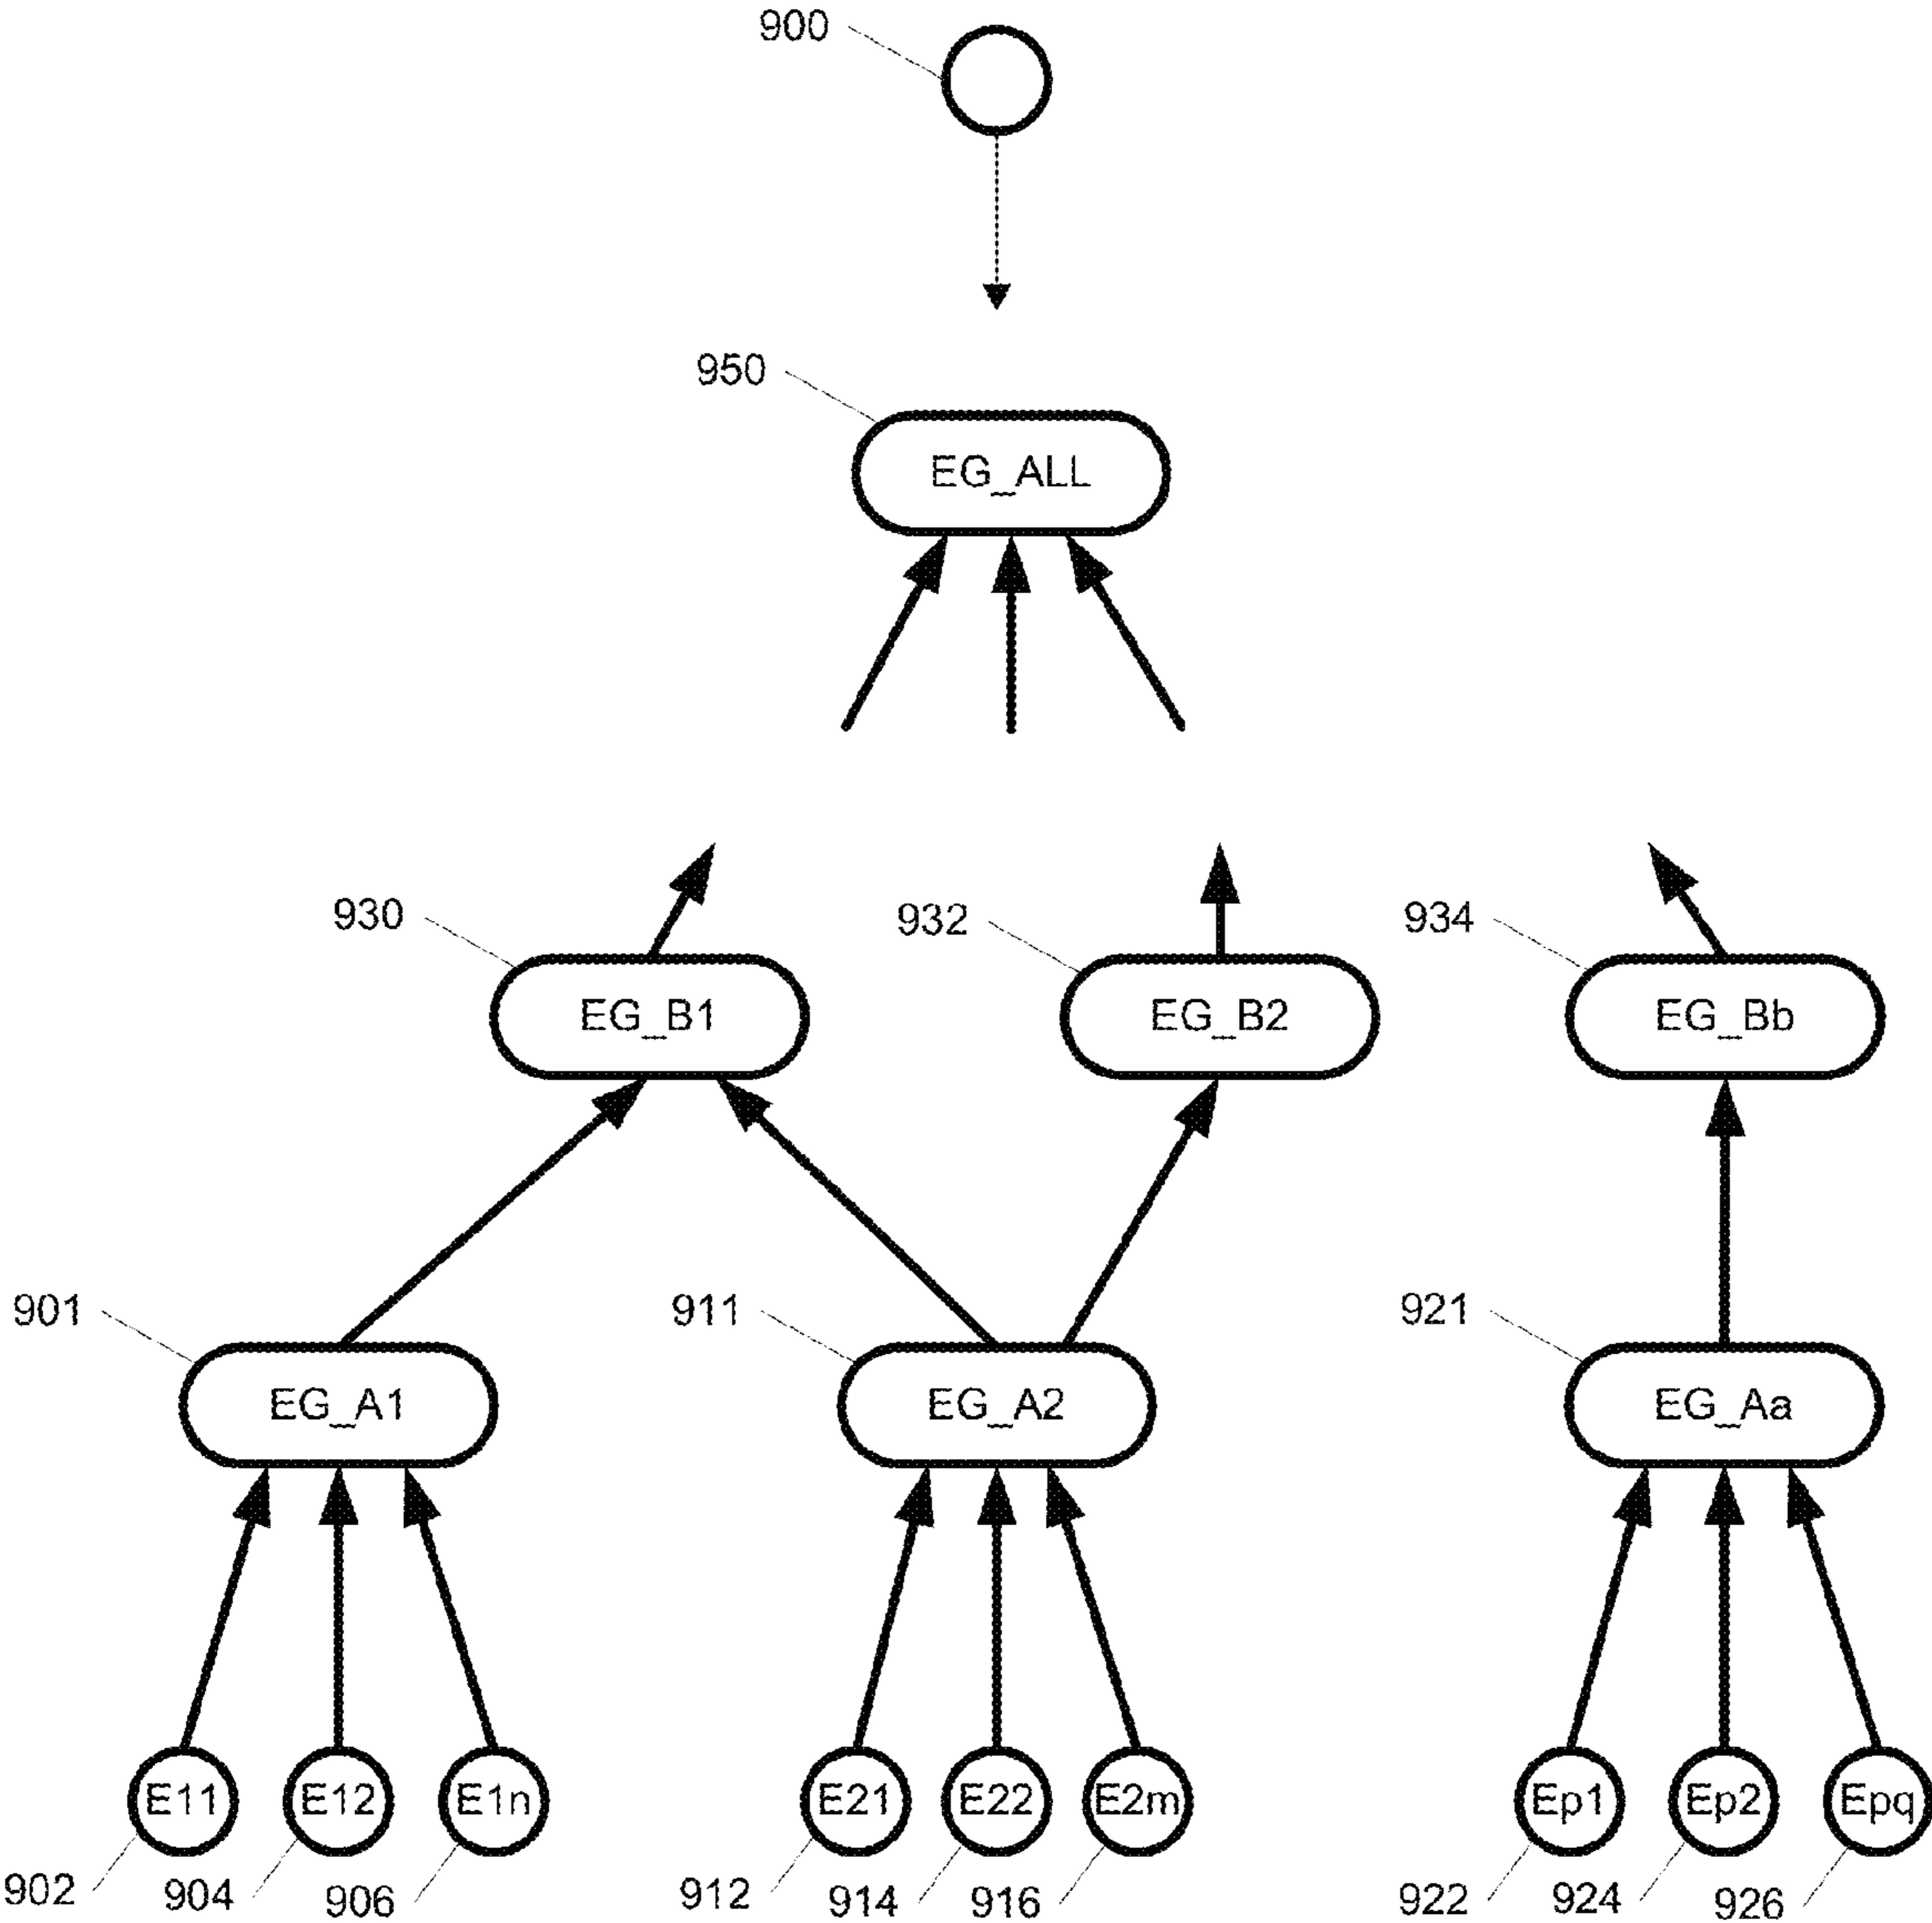 900
950
EG_ALL
930 932 934
EG_B1 EG_B2 EG_Bb
901 911 921
EG_A1 EG_A2 EG_Aa
E11 E12 E1n E21 E22 E2m Ep1 Ep2 Epq
902 904 906 912 914 916 922 924 926